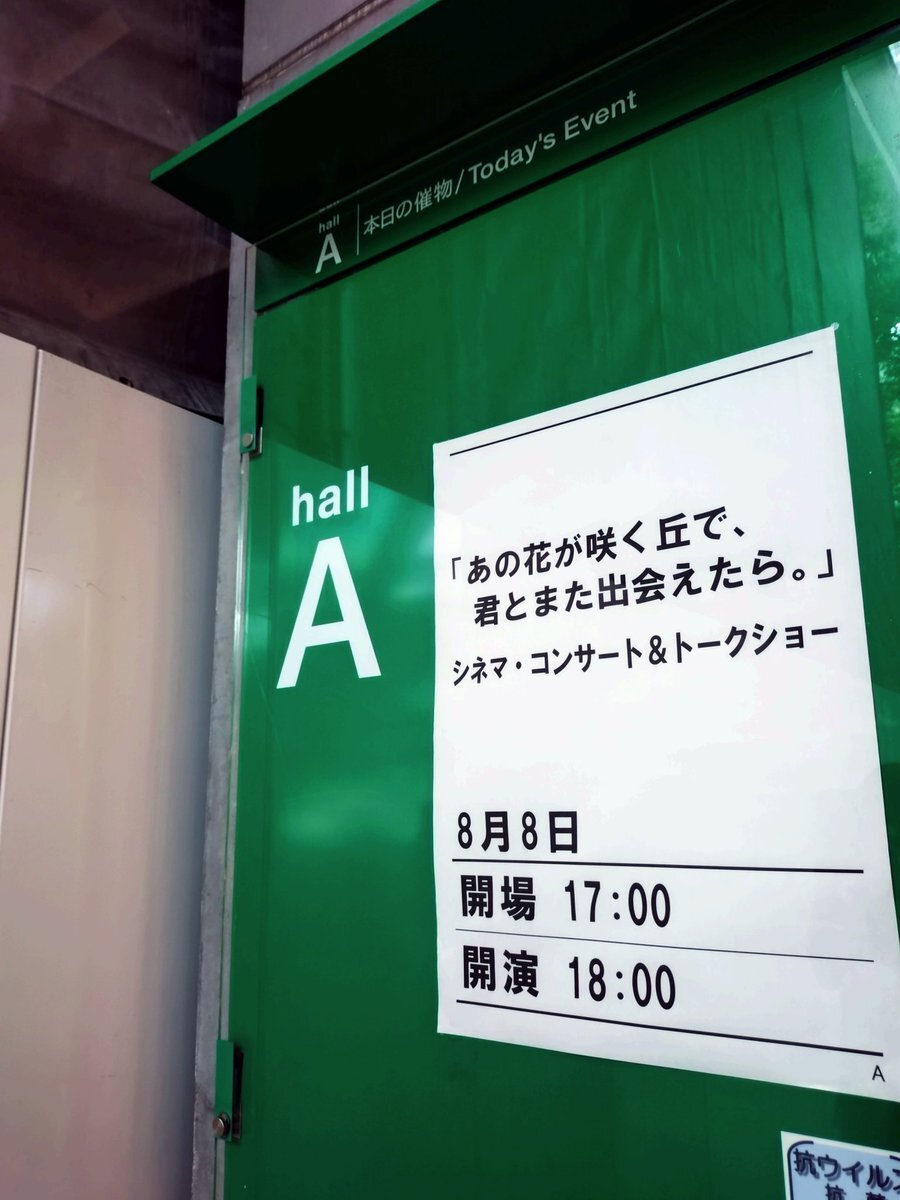 hall
A
本日の催物/Today's Event
hall
A
「あの花が咲く丘で、
君とまた出会えたら。」
シネマ・コンサート&トークショー
8月8日
開場 17:00
開演 18:00
A
抗ウイル